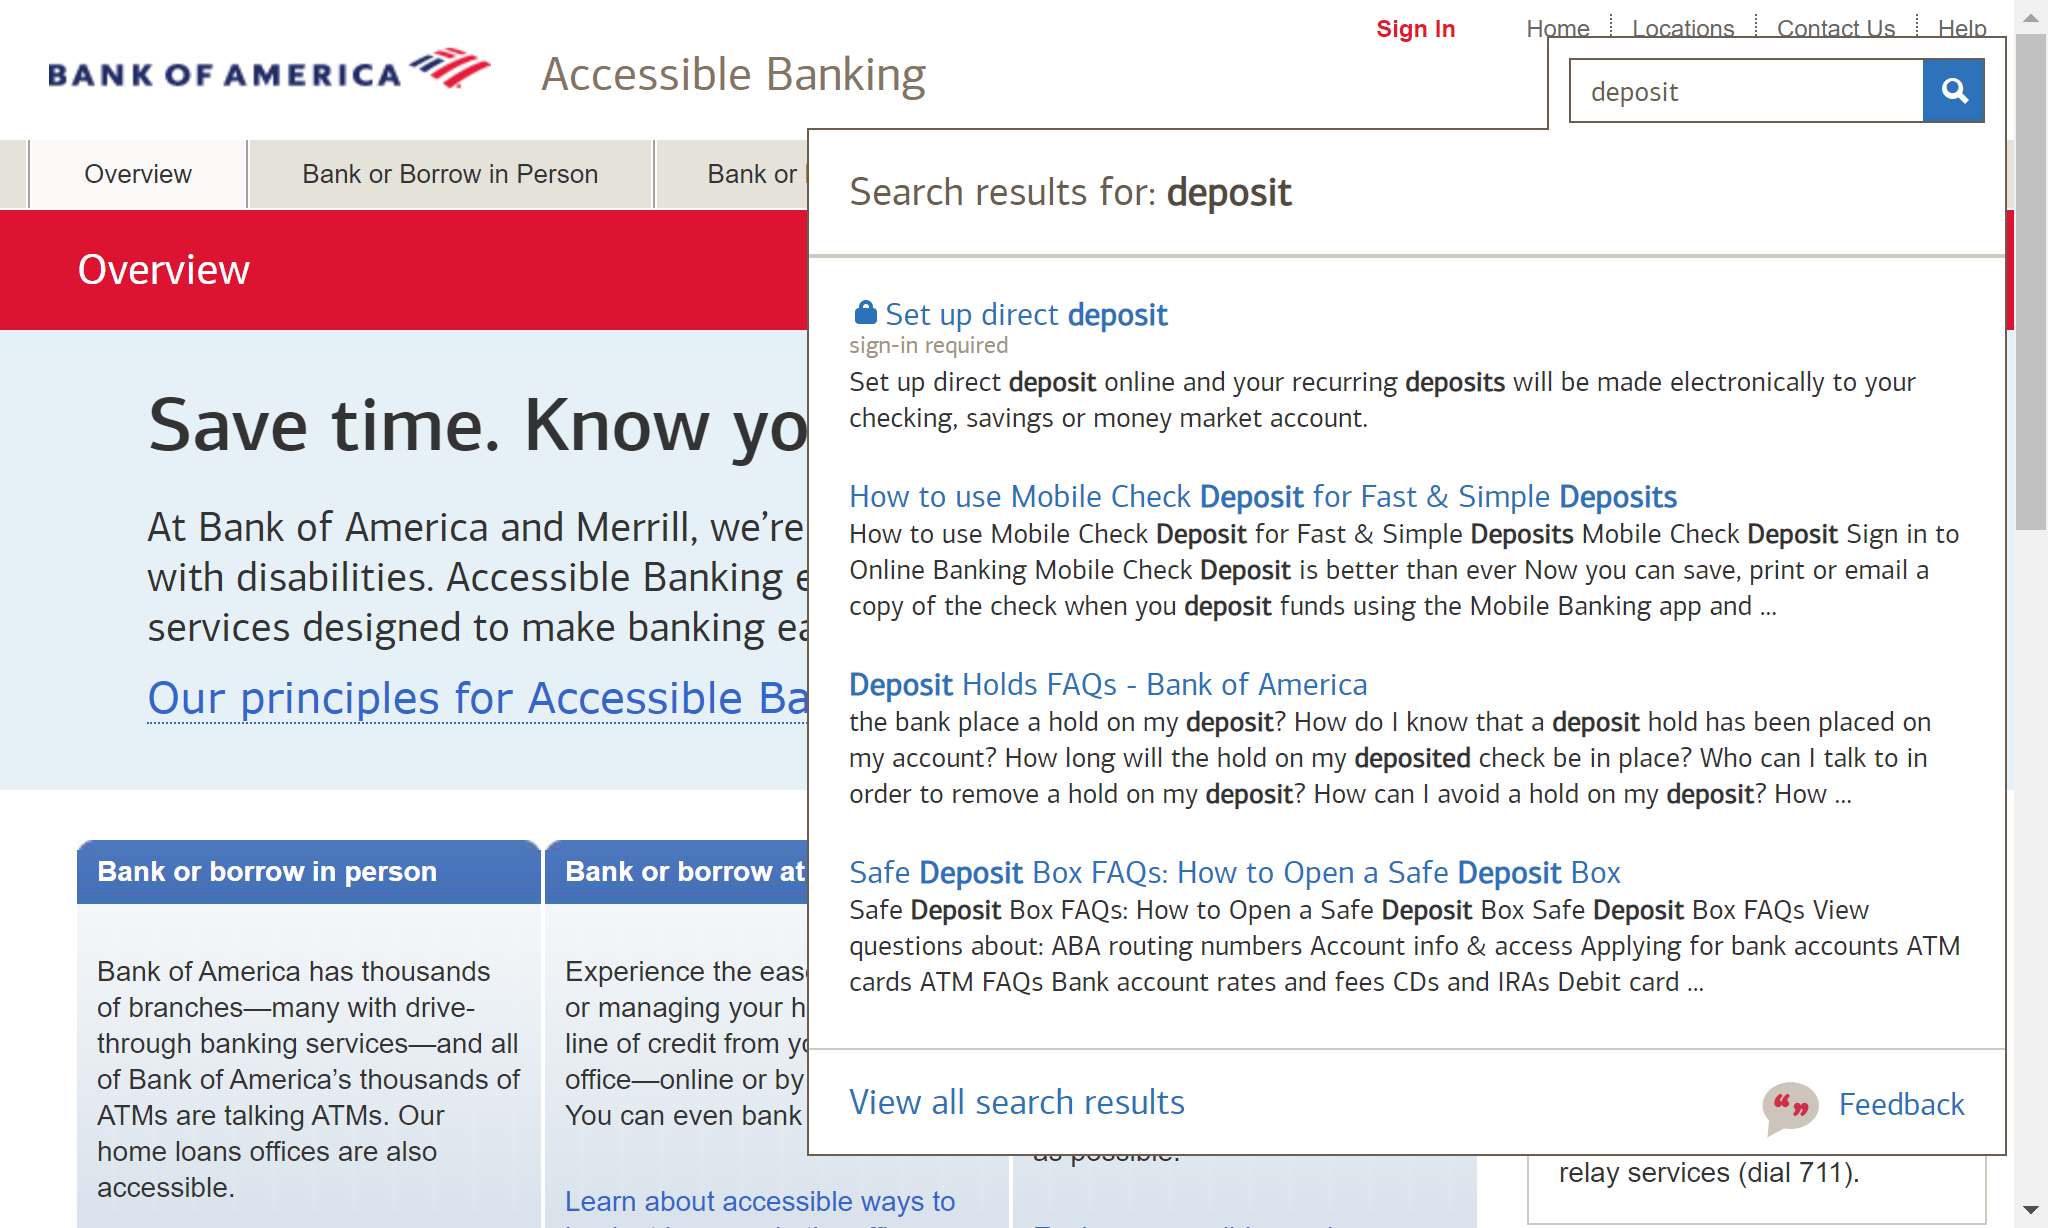 Sign In Home Locations Contact Us Help
BANK OF AMERICA Accessible Banking
deposit
Overview Bank or Borrow in Person Bank or
Search results for: deposit
Overview
Set up direct deposit
sign-in required
Set up direct deposit online and your recurring deposits will be made electronically to your
checking, savings or money market account.
How to use Mobile Check Deposit for Fast & Simple Deposits
How to use Mobile Check Deposit for Fast & Simple Deposits Mobile Check Deposit Sign in to
Online Banking Mobile Check Deposit is better than ever Now you can save, print or email a
copy of the check when you deposit funds using the Mobile Banking app and ...
Deposit Holds FAQs - Bank of America
the bank place a hold on my deposit? How do I know that a deposit hold has been placed on
my account? How long will the hold on my deposited check be in place? Who can I talk to in
order to remove a hold on my deposit? How can I avoid a hold on my deposit? How ...
Safe Deposit Box FAQs: How to Open a Safe Deposit Box
Safe Deposit Box FAQs: How to Open a Safe Deposit Box Safe Deposit Box FAQs View
questions about: ABA routing numbers Account info & access Applying for bank accounts ATM
cards ATM FAQs Bank account rates and fees CDs and IRAs Debit card ...
View all search results
Feedback
Save time. Know yo
At Bank of America and Merrill, we’re
with disabilities. Accessible Banking
services designed to make banking
Our principles for Accessible Ba
Bank or borrow in person
Bank of America has thousands
of branches—many with drive-
through banking services—and all
of Bank of America’s thousands of
ATMs are talking ATMs. Our
home loans offices are also
accessible.
Bank or borrow at
Experience the eas
or managing your h
line of credit from yo
office—online or by
You can even bank
Learn about accessible ways to
as possible.
relay services (dial 711).